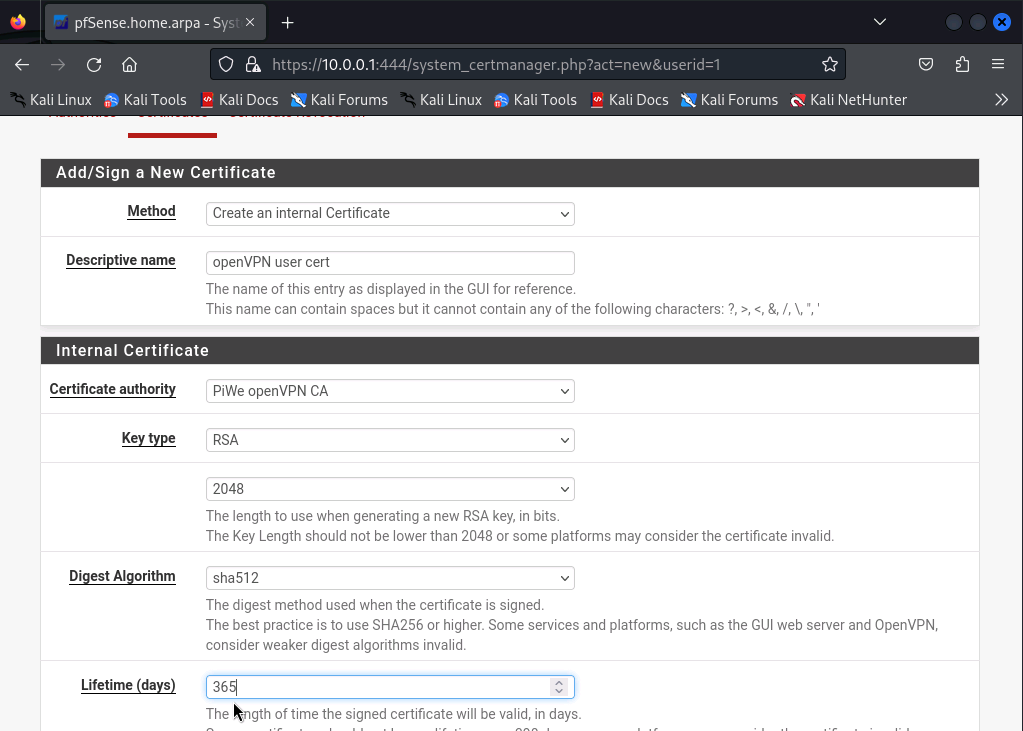 pfSense.home.arpa - Syst
https://10.0.0.1:444/system_certmanager.php?act=new&userid=1
Kali Linux Kali Tools Kali Docs Kali Forums Kali Linux Kali Tools Kali Docs Kali Forums Kali NetHunter
Authorities Certificates Certificate Revocation
Add/Sign a New Certificate
Method Create an internal Certificate
Descriptive name openVPN user cert
The name of this entry as displayed in the GUI for reference.
This name can contain spaces but it cannot contain any of the following characters: ?, >, <, &, /, \, ", '
Internal Certificate
Certificate authority PiWe openVPN CA
Key type RSA
2048
The length to use when generating a new RSA key, in bits.
The Key Length should not be lower than 2048 or some platforms may consider the certificate invalid.
Digest Algorithm sha512
The digest method used when the certificate is signed.
The best practice is to use SHA256 or higher. Some services and platforms, such as the GUI web server and OpenVPN,
consider weaker digest algorithms invalid.
Lifetime (days) 365
The length of time the signed certificate will be valid, in days.